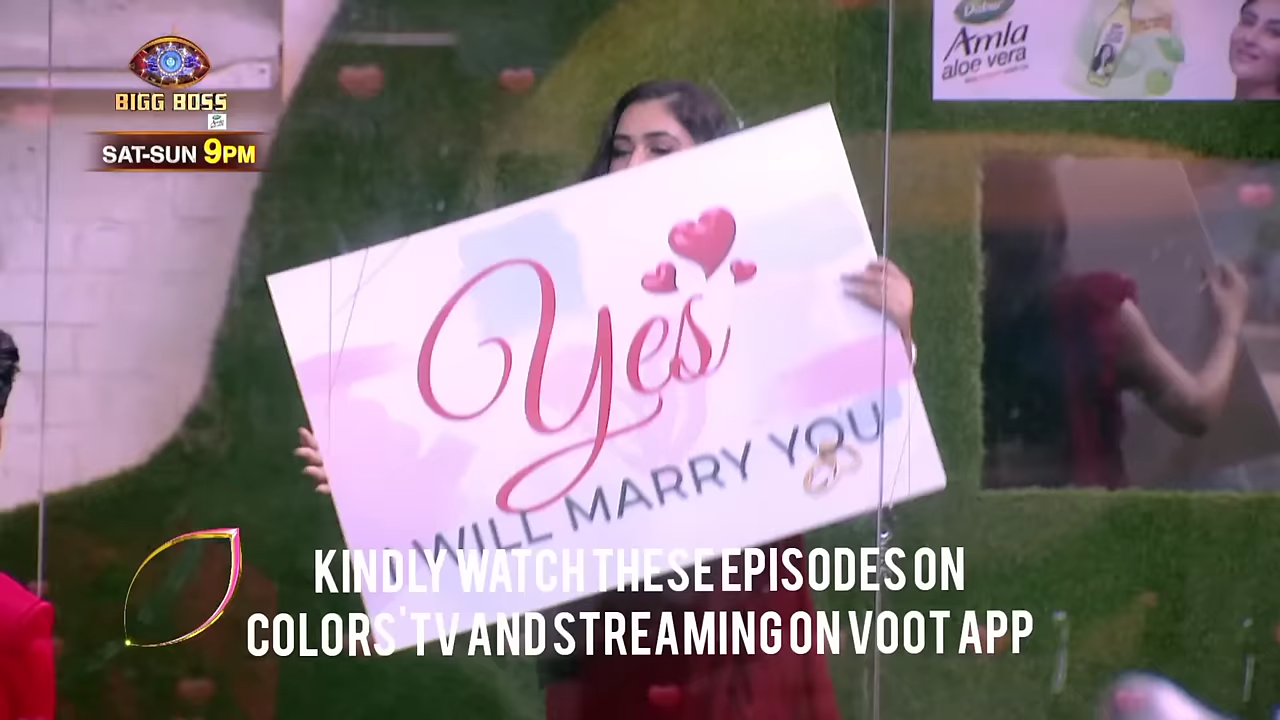 BIGG BOSS
SAT-SUN 9PM
Dabur
Amla
aloe vera
Yes
I WILL MARRY YOU
KINDLY WATCH THESE EPISODES ON
COLORS' TV AND STREAMING ON VOOT APP